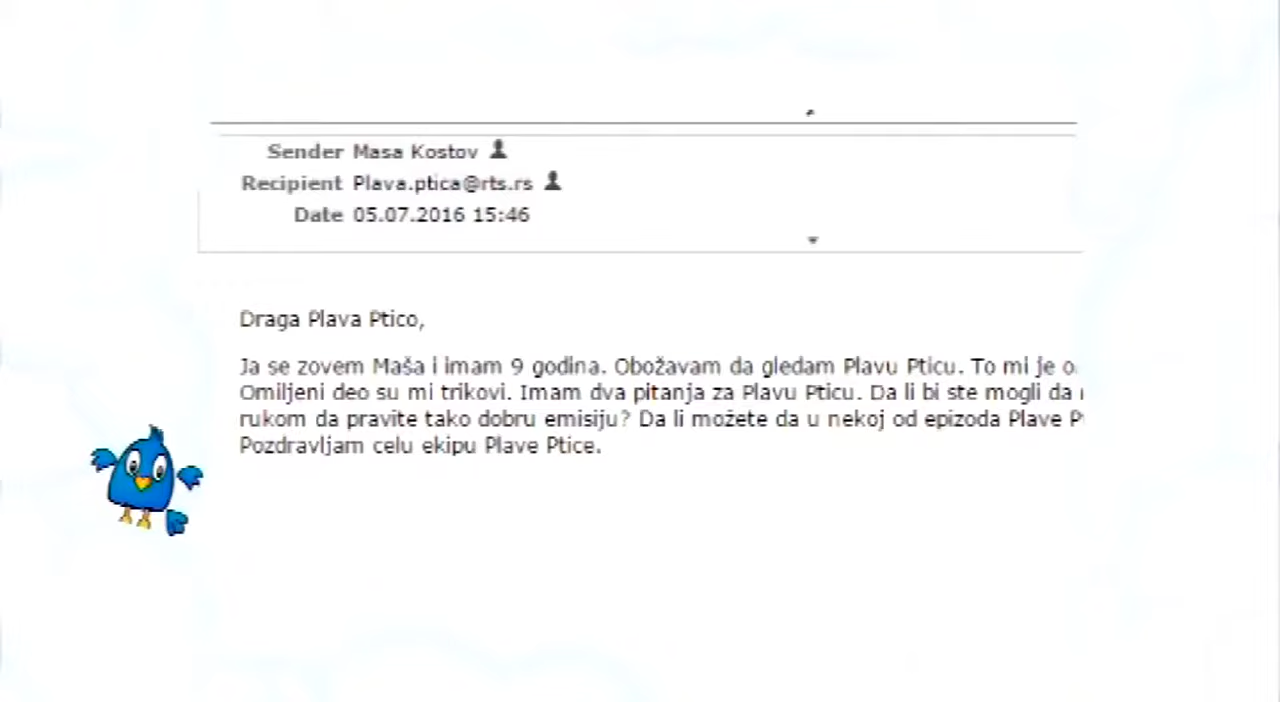 Sender Masa Kostov
Recipient Plava.ptica@rts.rs
Date 05.07.2016 15:46
Draga Plava Ptico,
Ja se zovem Maša i imam 9 godina. Obožavam da gledam Plavu Pticu. To mi je
Omiljeni deo su mi trikovi. Imam dva pitanja za Plavu Pticu. Da li bi ste mogli da
rukom da pravite tako dobru emisiju? Da li možete da u nekoj od epizoda Plave
Pozdravljam celu ekipu Plave Ptice.